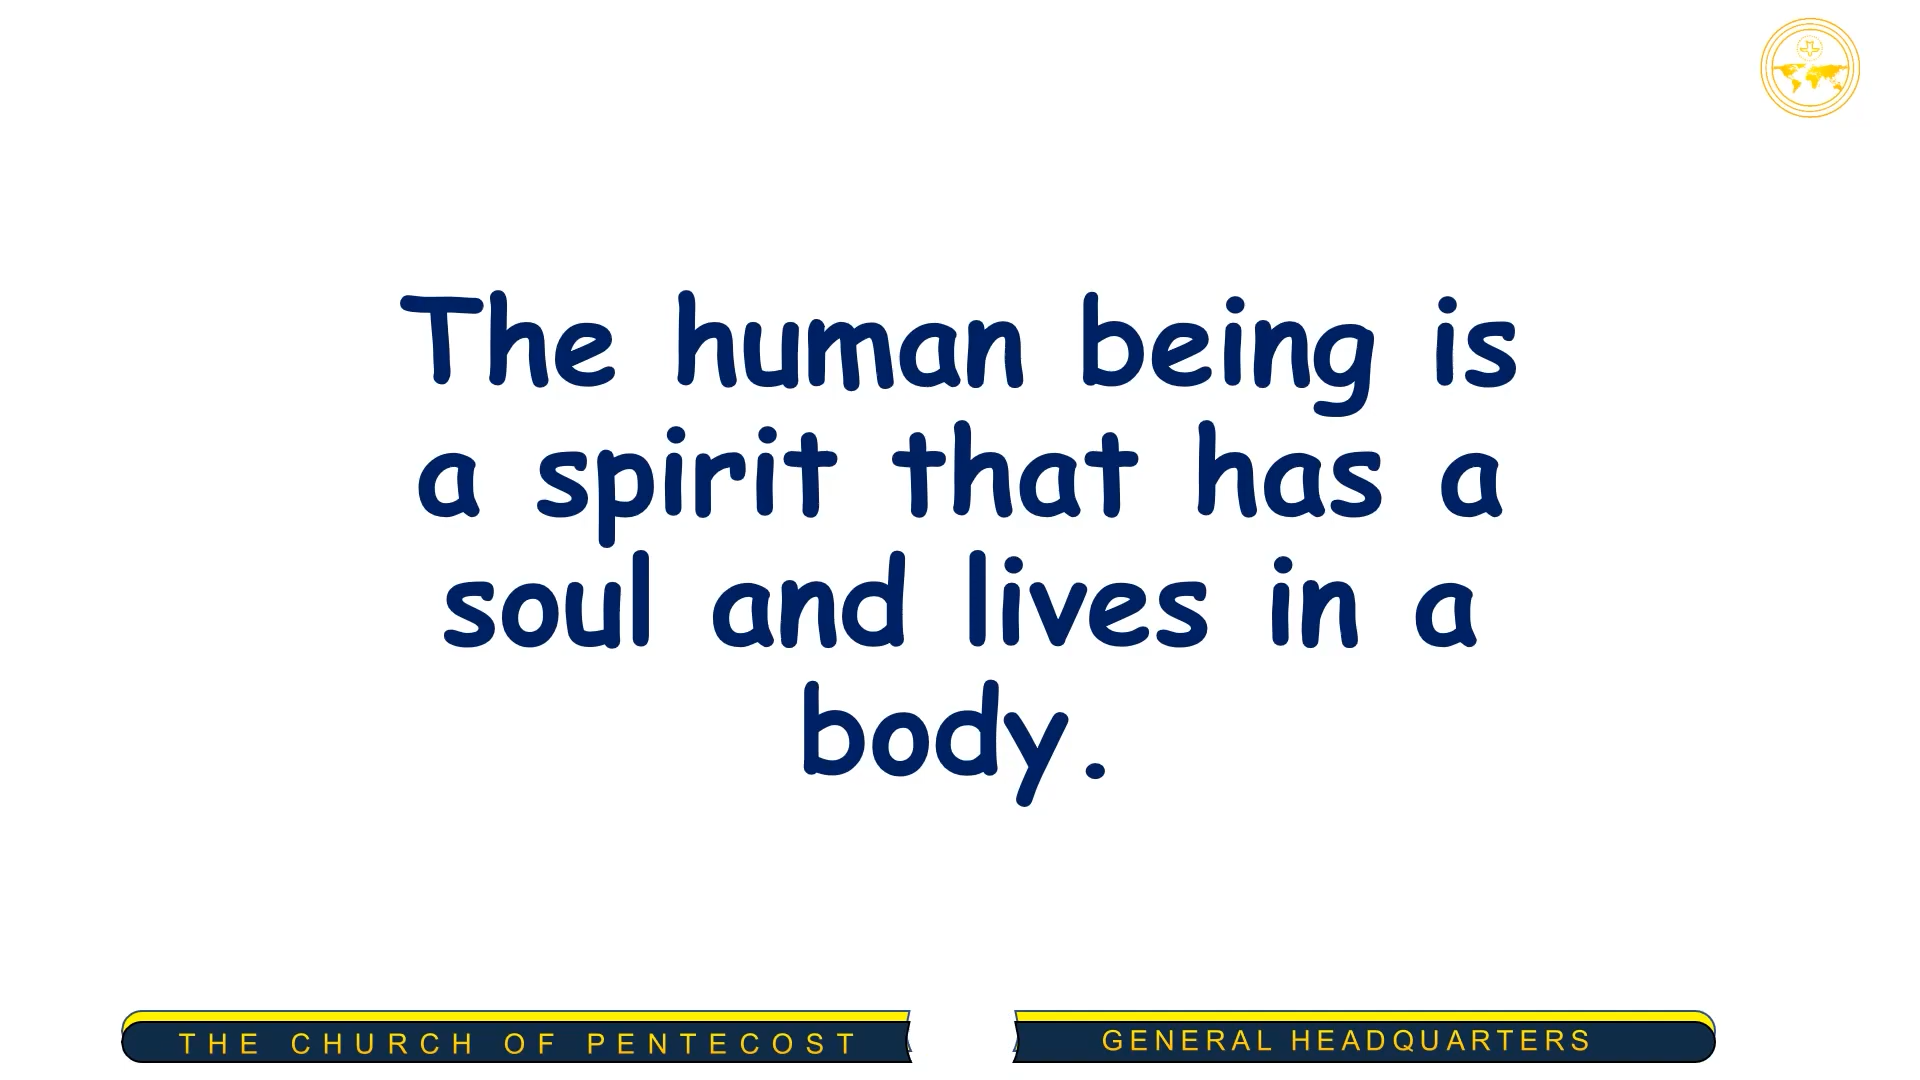 The human being is
a spirit that has a
soul and lives in a
body.
THE CHURCH OF PENTECOST
GENERAL HEADQUARTERS